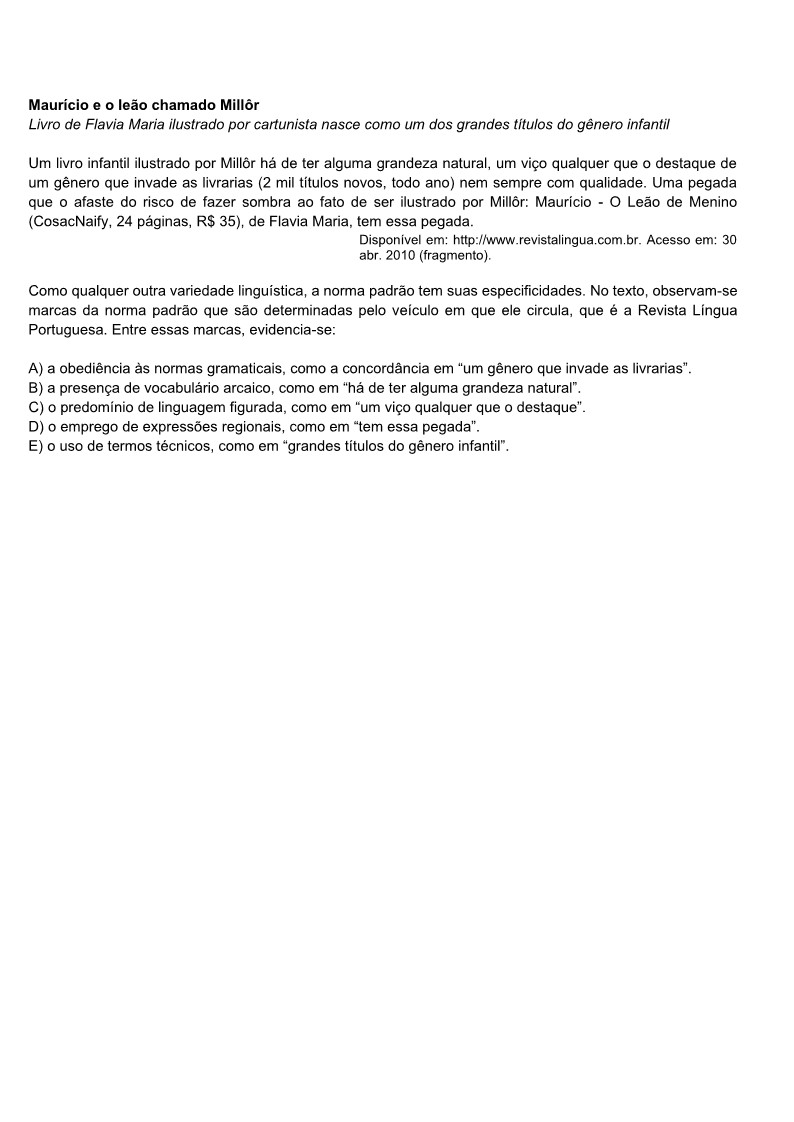 Maurício e o leão chamado Millôr
Livro de Flavia Maria ilustrado por cartunista nasce como um dos grandes títulos do gênero infantil
Um livro infantil ilustrado por Millôr há de ter alguma grandeza natural, um viço qualquer que o destaque de
um gênero que invade as livrarias (2 mil títulos novos, todo ano) nem sempre com qualidade. Uma pegada
que o afaste do risco de fazer sombra ao fato de ser ilustrado por Millôr: Maurício - O Leão de Menino
(CosacNaify, 24 páginas, R$ 35), de Flavia Maria, tem essa pegada.
Disponível em: http://www.revistalingua.com.br. Acesso em: 30
abr. 2010 (fragmento).
Como qualquer outra variedade linguística, a norma padrão tem suas especificidades. No texto, observam-se
marcas da norma padrão que são determinadas pelo veículo em que ele circula, que é a Revista Língua
Portuguesa. Entre essas marcas, evidencia-se:
A) a obediência às normas gramaticais, como a concordância em “um gênero que invade as livrarias”.
B) a presença de vocabulário arcaico, como em “há de ter alguma grandeza natural”.
C) o predomínio de linguagem figurada, como em “um viço qualquer que o destaque”.
D) o emprego de expressões regionais, como em “tem essa pegada”.
E) o uso de termos técnicos, como em “grandes títulos do gênero infantil”.